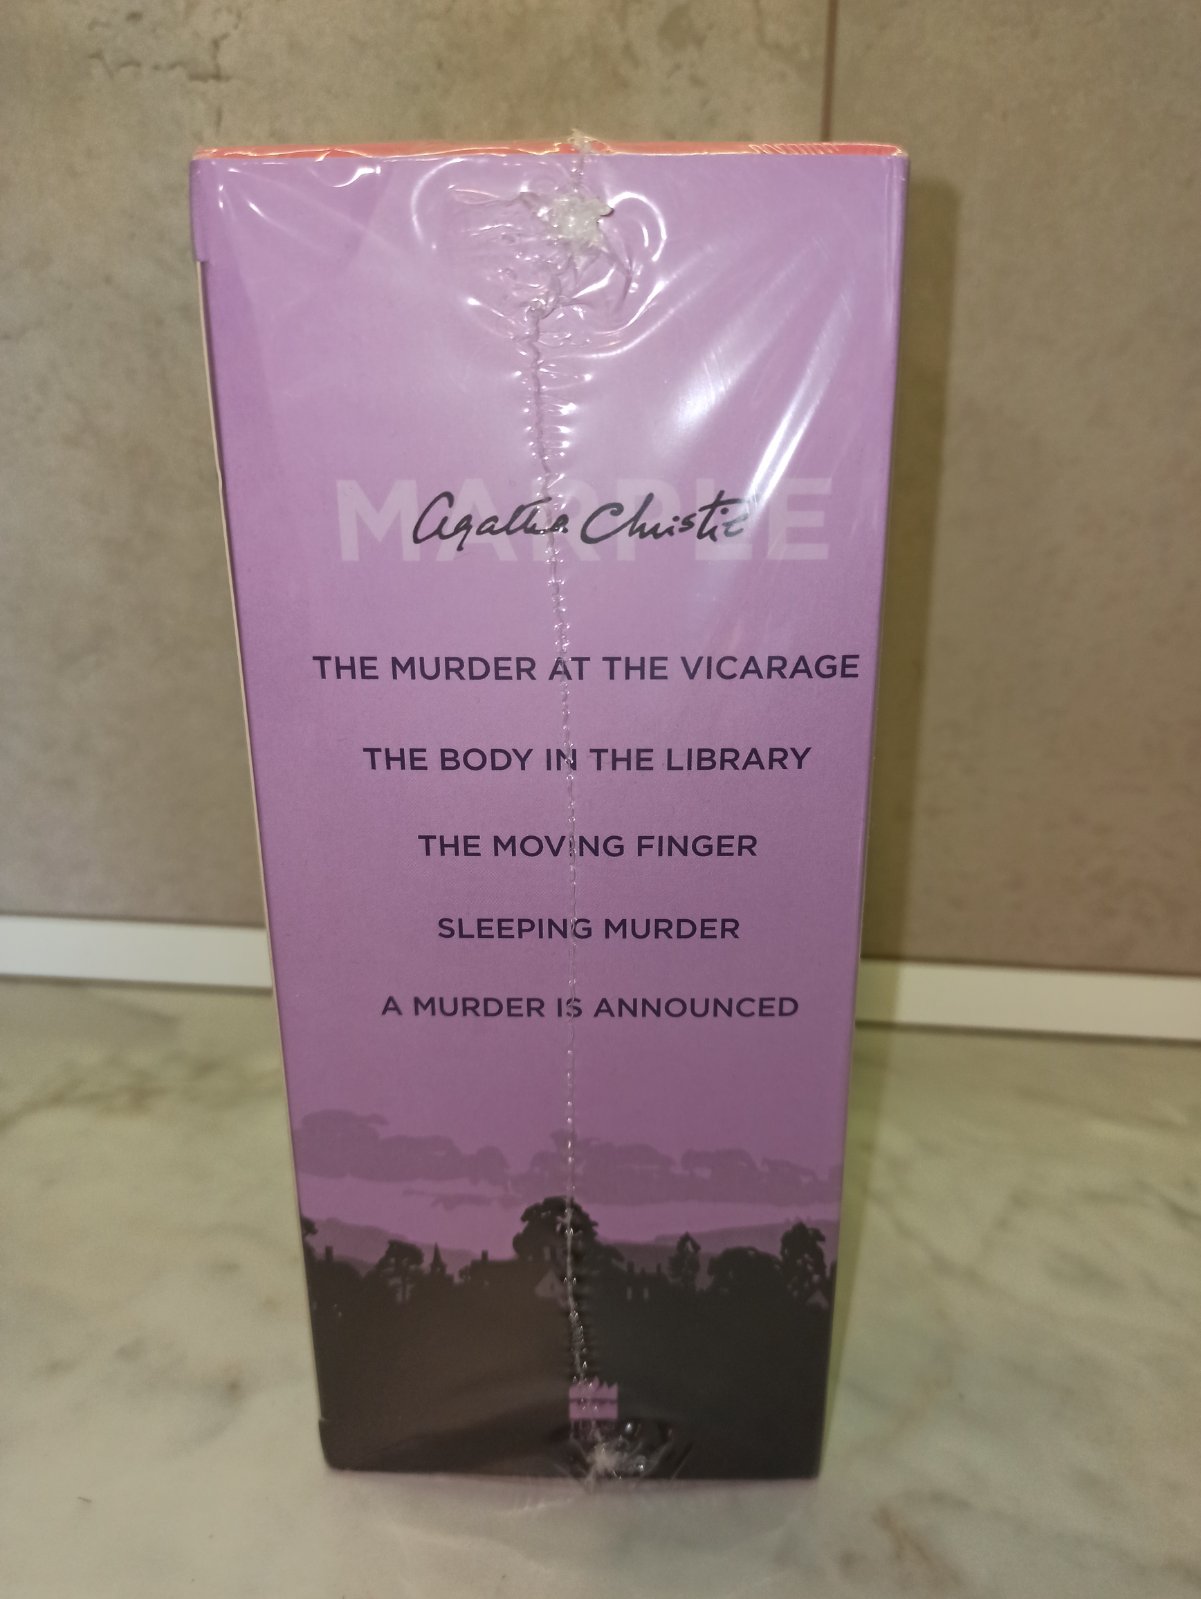 MARPLE
Agatha Christie
THE MURDER AT THE VICARAGE
THE BODY IN THE LIBRARY
THE MOVING FINGER
SLEEPING MURDER
A MURDER IS ANNOUNCED